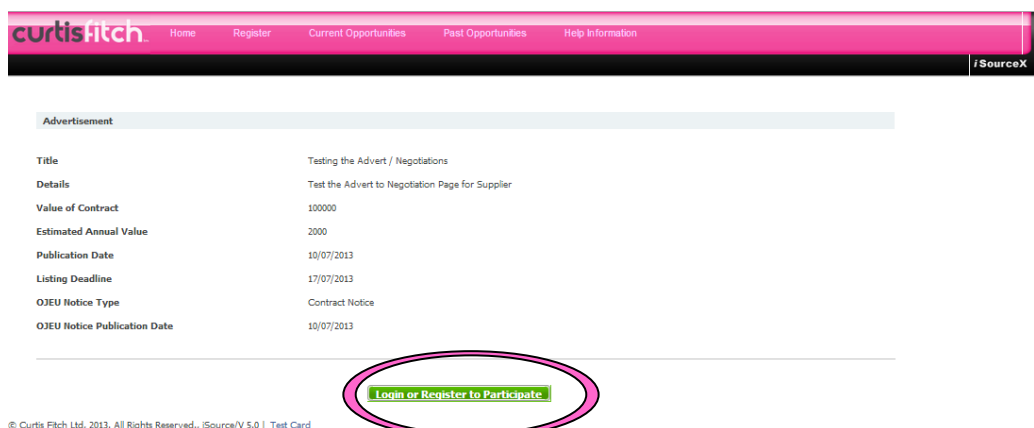 curtisfitch Home Register Current Opportunities Past Opportunities Help Information
iSourceX
Advertisement
Title Testing the Advert / Negotiations
Details Test the Advert to Negotiation Page for Supplier
Value of Contract 100000
Estimated Annual Value 2000
Publication Date 10/07/2013
Listing Deadline 17/07/2013
OJEU Notice Type Contract Notice
OJEU Notice Publication Date 10/07/2013
Login or Register to Participate
© Curtis Fitch Ltd, 2013. All Rights Reserved.. iSource/V 5.0 | Test Card